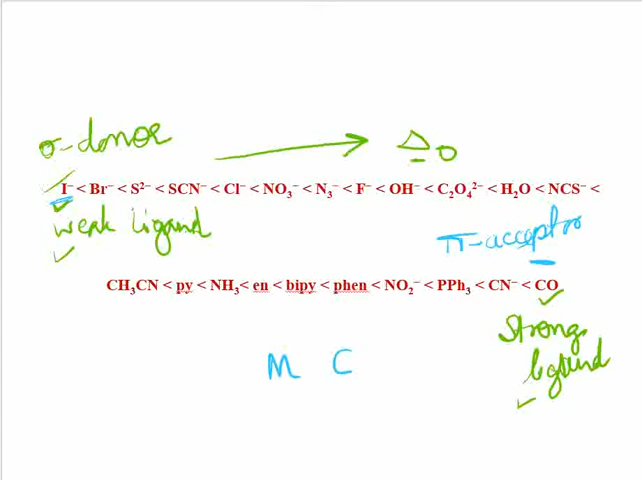 σ-donor → Δo
I⁻ < Br⁻ < S²⁻ < SCN⁻ < Cl⁻ < NO₃⁻ < N₃⁻ < F⁻ < OH⁻ < C₂O₄²⁻ < H₂O < NCS⁻ <
weak ligand
π-acceptor
CH₃CN < py < NH₃< en < bipy < phen < NO₂⁻ < PPh₃ < CN⁻ < CO
strong
ligand
M C